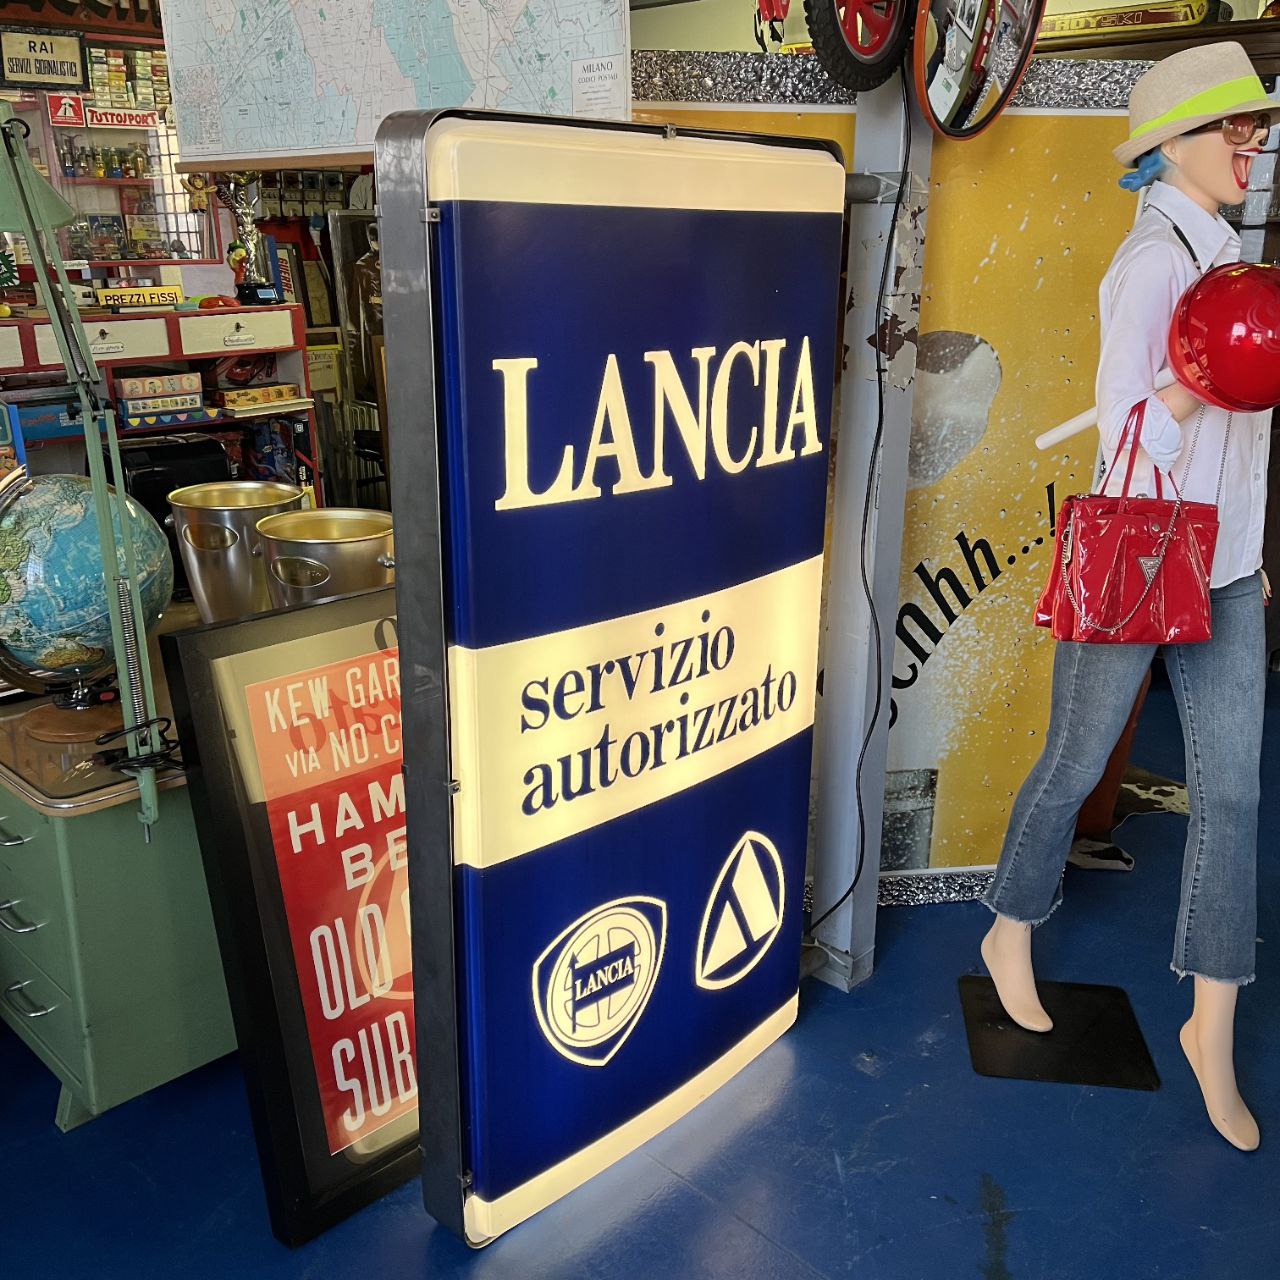 RAI
SERVIZI GIORNALISTICI
TUTTOSPORT
MILANO
CODICI POSTALI
PREZZI FISSI
LANCIA
servizio
autorizzato
LANCIA
KEW GAR
VIA NO.
HAM
BE
OLD
SUB